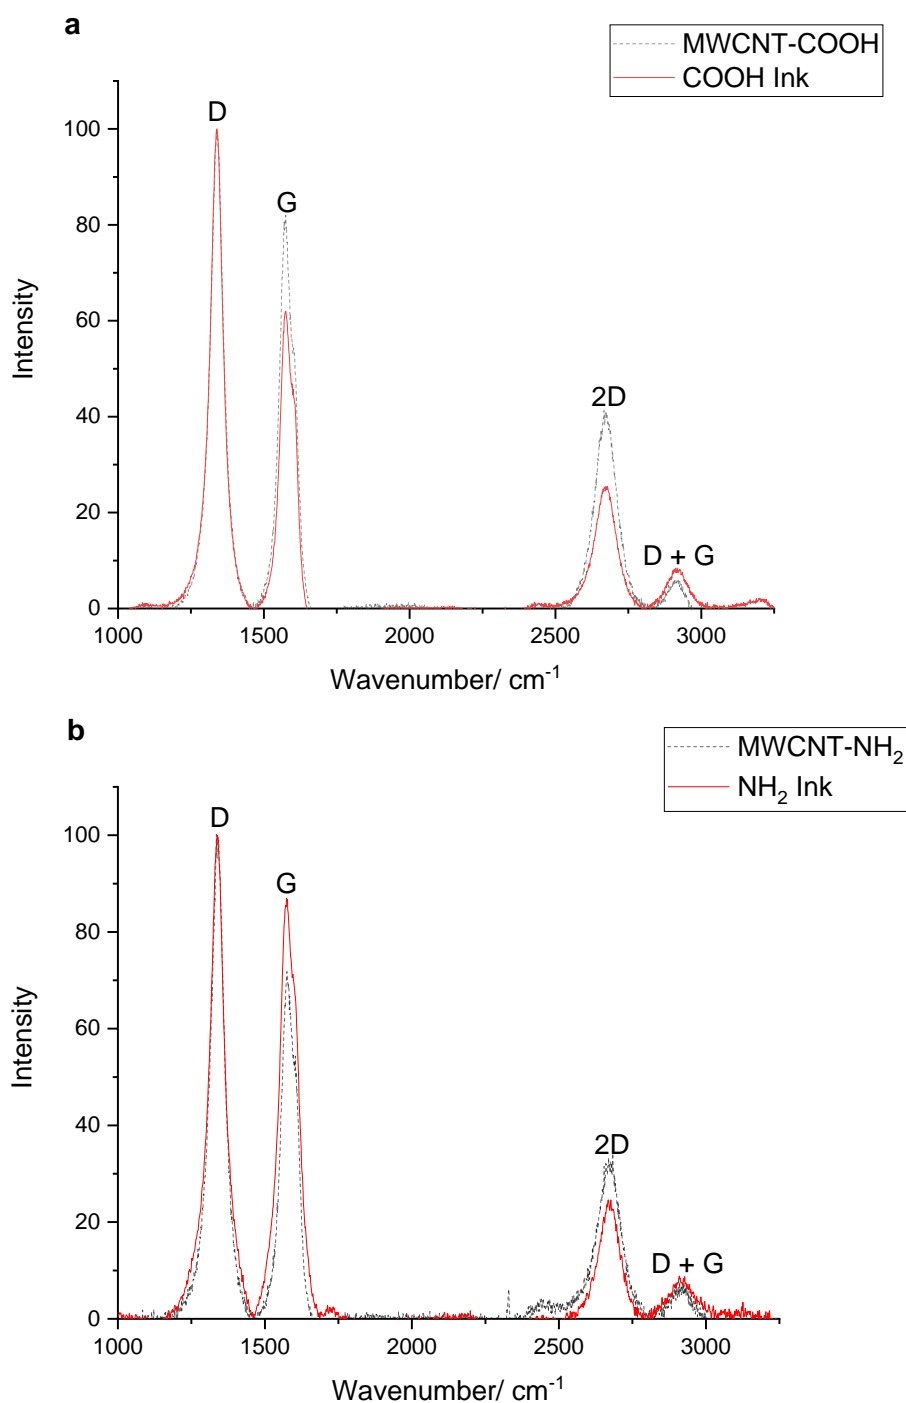 a
MWCNT-COOH
COOH Ink
D
G
2D
D + G
100
80
60
40
20
0
Intensity
1000 1500 2000 2500 3000
Wavenumber/ cm⁻¹
b
MWCNT-NH₂
NH₂ Ink
D
G
2D
D + G
100
80
60
40
20
0
Intensity
1000 1500 2000 2500 3000
Wavenumber/ cm⁻¹